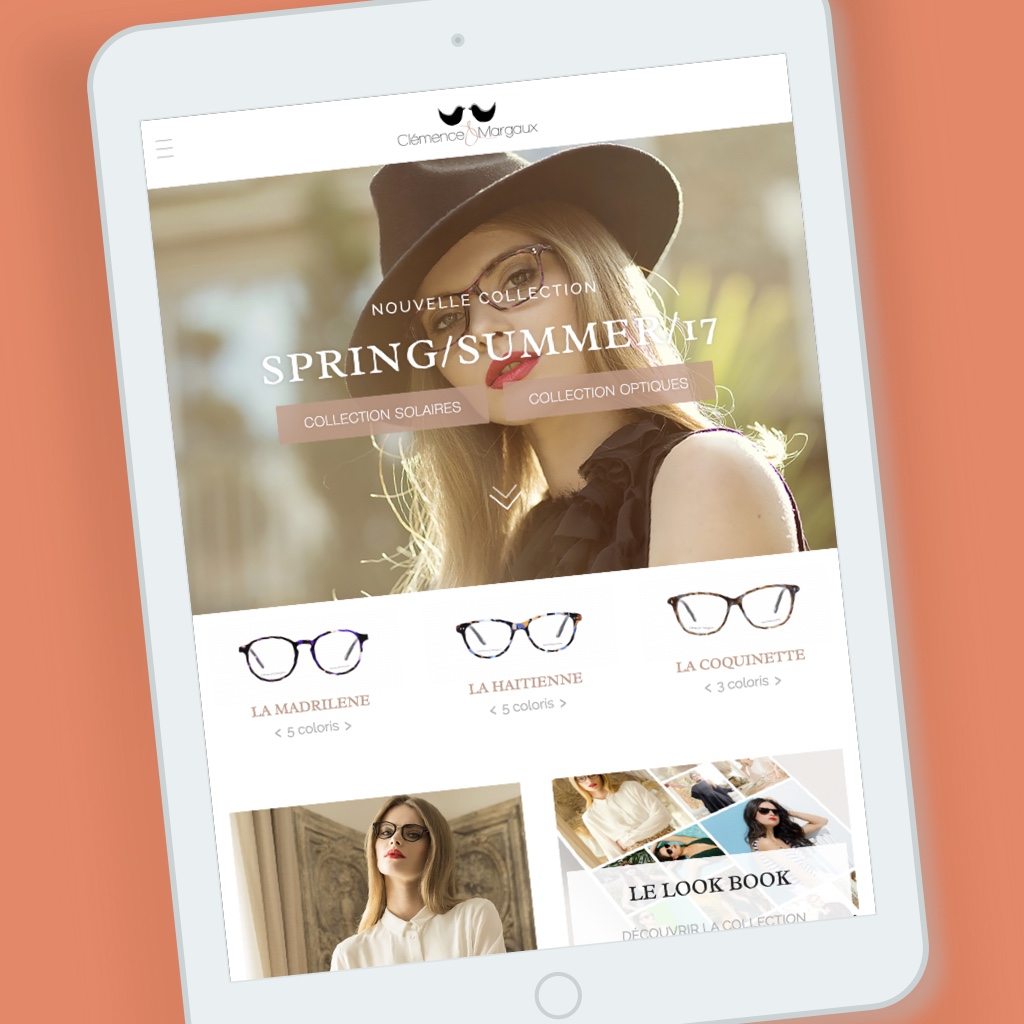 Clémence & Margaux
NOUVELLE COLLECTION
SPRING/SUMMER/17
COLLECTION SOLAIRES
COLLECTION OPTIQUES
LA MADRILENE
< 5 coloris >
LA HAITIENNE
< 5 coloris >
LA COQUINETTE
< 3 coloris >
LE LOOK BOOK
DÉCOUVRIR LA COLLECTION